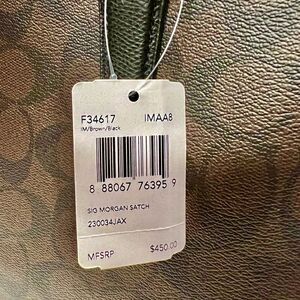 F34617 IMAA8
IM/Brown/Black
8 88067 76395 9
SIG MORGAN SATCH
230034JAX
MFSRP $450.00